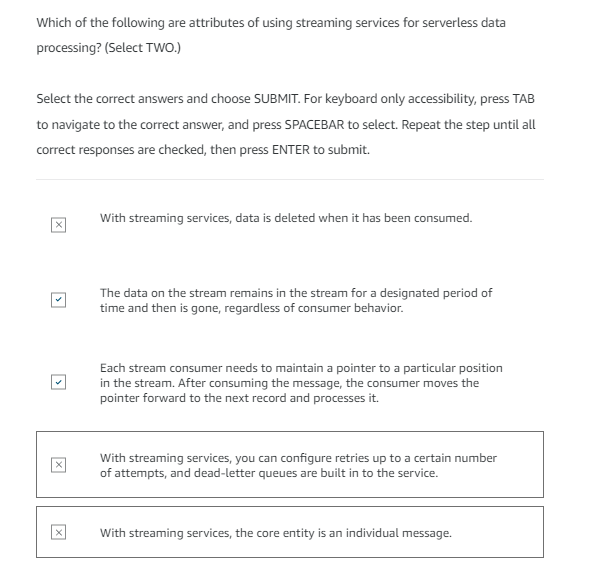 Which of the following are attributes of using streaming services for serverless data
processing? (Select TWO.)
Select the correct answers and choose SUBMIT. For keyboard only accessibility, press TAB
to navigate to the correct answer, and press SPACEBAR to select. Repeat the step until all
correct responses are checked, then press ENTER to submit.
With streaming services, data is deleted when it has been consumed.
The data on the stream remains in the stream for a designated period of
time and then is gone, regardless of consumer behavior.
Each stream consumer needs to maintain a pointer to a particular position
in the stream. After consuming the message, the consumer moves the
pointer forward to the next record and processes it.
With streaming services, you can configure retries up to a certain number
of attempts, and dead-letter queues are built in to the service.
With streaming services, the core entity is an individual message.